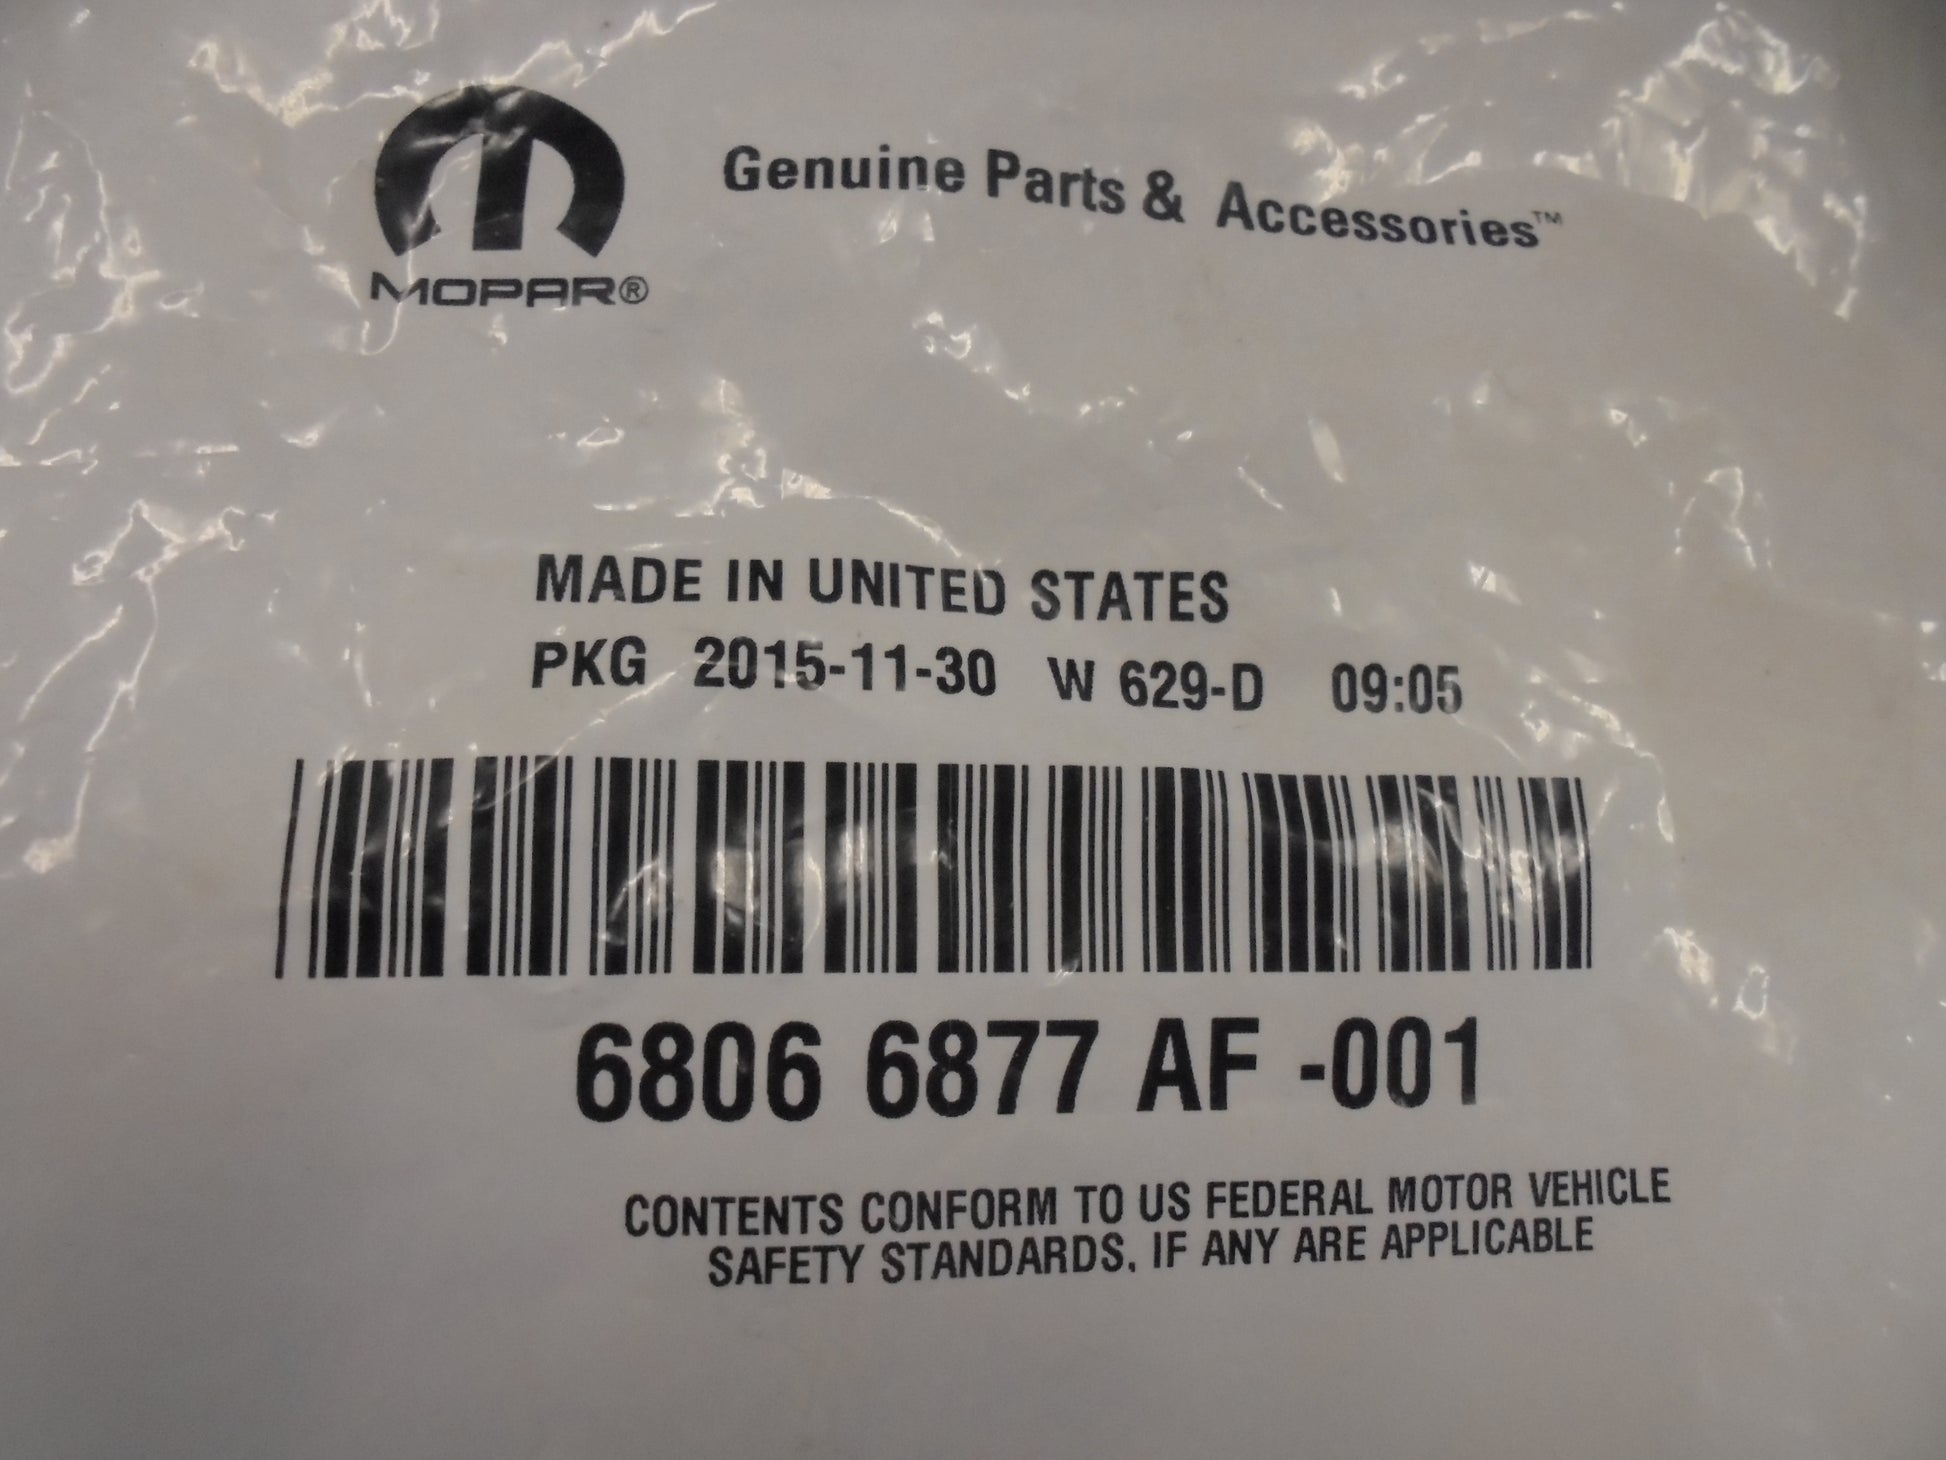 MOPAR®
Genuine Parts & Accessories™
MADE IN UNITED STATES
PKG 2015-11-30 W 629-D 09:05
6806 6877 AF -001
CONTENTS CONFORM TO US FEDERAL MOTOR VEHICLE
SAFETY STANDARDS, IF ANY ARE APPLICABLE